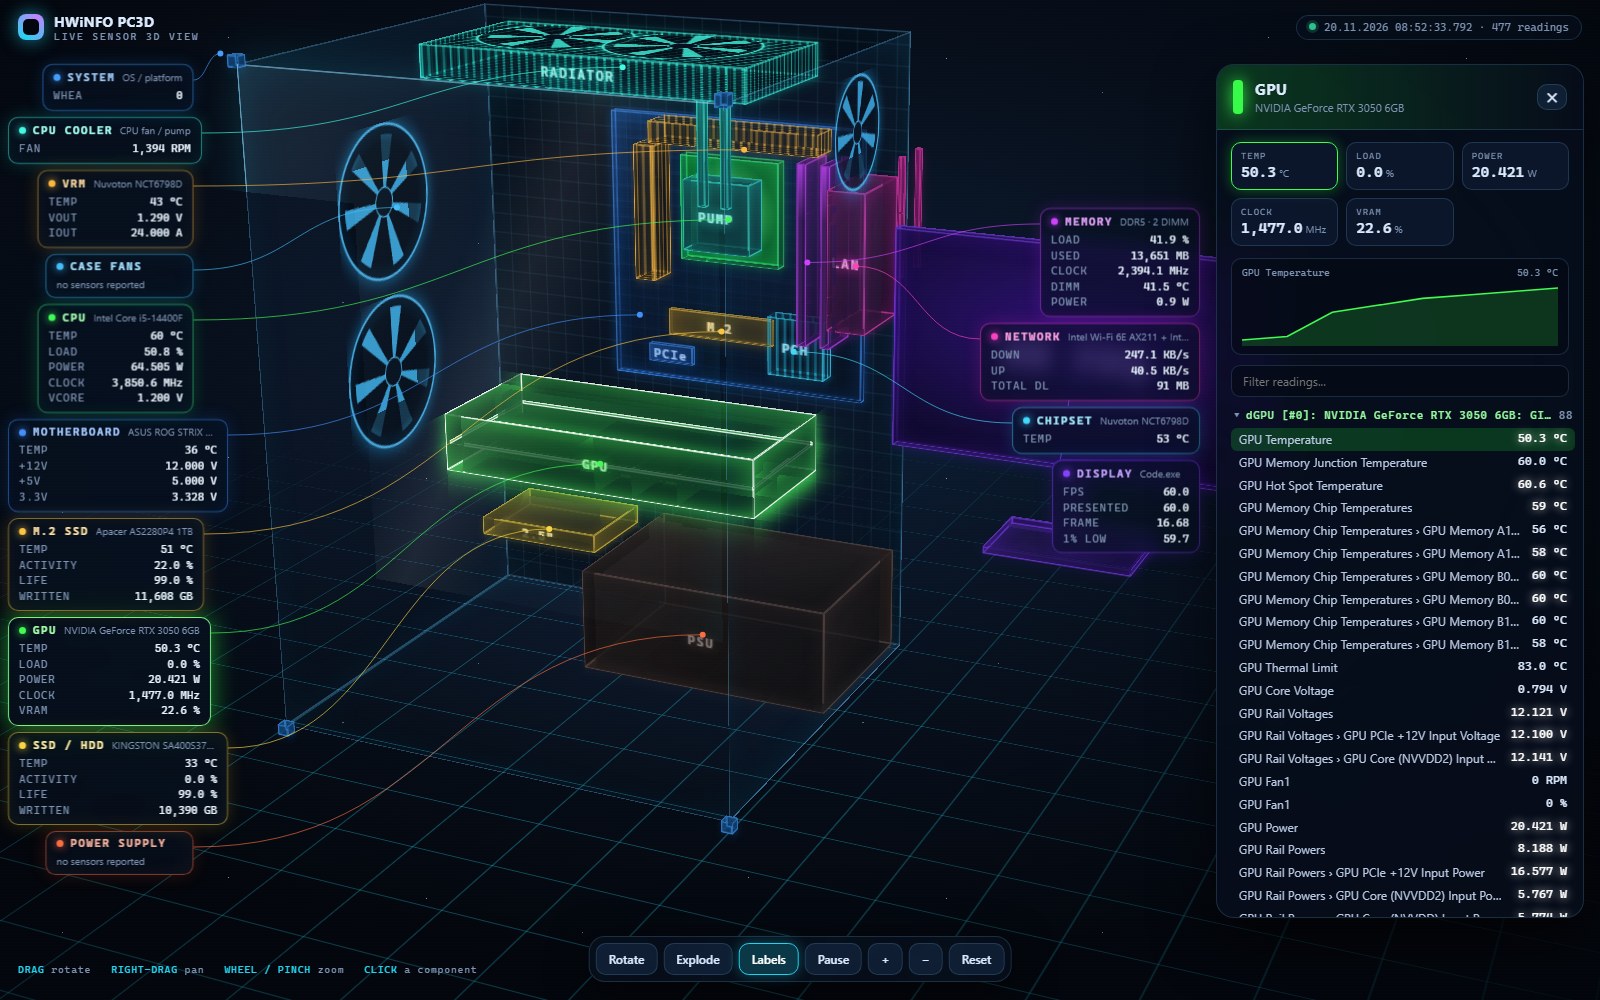 HWiNFO PC3D
LIVE SENSOR 3D VIEW
20.11.2026 08:52:33.792 · 477 readings
SYSTEM OS / platform
WHEA 0
CPU COOLER CPU fan / pump
FAN 1,394 RPM
VRM Nuvoton NCT6798D
TEMP 43 °C
VOUT 1.290 V
IOUT 24.000 A
CASE FANS
no sensors reported
CPU Intel Core i5-14400F
TEMP 60 °C
LOAD 50.8 %
POWER 64.505 W
CLOCK 3,850.6 MHz
VCORE 1.200 V
MOTHERBOARD ASUS ROG STRIX ...
TEMP 36 °C
+12V 12.000 V
+5V 5.000 V
3.3V 3.328 V
M.2 SSD Apacer AS2280P4 1TB
TEMP 51 °C
ACTIVITY 22.0 %
LIFE 99.0 %
WRITTEN 11,608 GB
GPU NVIDIA GeForce RTX 3050 6GB
TEMP 50.3 °C
LOAD 0.0 %
POWER 20.421 W
CLOCK 1,477.0 MHz
VRAM 22.6 %
SSD / HDD KINGSTON SA400S37...
TEMP 33 °C
ACTIVITY 0.0 %
LIFE 99.0 %
WRITTEN 10,390 GB
POWER SUPPLY
no sensors reported
RADIATOR
PUMP
M.2
PCIe
PCH
GPU
PSU
MEMORY DDR5 · 2 DIMM
LOAD 41.9 %
USED 13,651 MB
CLOCK 2,394.1 MHz
DIMM 41.5 °C
POWER 0.9 W
NETWORK Intel Wi-Fi 6E AX211 + Int...
DOWN 247.1 KB/s
UP 40.5 KB/s
TOTAL DL 91 MB
CHIPSET Nuvoton NCT6798D
TEMP 53 °C
DISPLAY Code.exe
FPS 60.0
PRESENTED 60.0
FRAME 16.68
1% LOW 59.7
GPU
NVIDIA GeForce RTX 3050 6GB
TEMP 50.3 °C
LOAD 0.0 %
POWER 20.421 W
CLOCK 1,477.0 MHz
VRAM 22.6 %
GPU Temperature 50.3 °C
Filter readings...
dGPU [#0]: NVIDIA GeForce RTX 3050 6GB: GI... 88
GPU Temperature 50.3 °C
GPU Memory Junction Temperature 60.0 °C
GPU Hot Spot Temperature 60.6 °C
GPU Memory Chip Temperatures 59 °C
GPU Memory Chip Temperatures › GPU Memory A1... 56 °C
GPU Memory Chip Temperatures › GPU Memory A1... 58 °C
GPU Memory Chip Temperatures › GPU Memory B0... 60 °C
GPU Memory Chip Temperatures › GPU Memory B0... 60 °C
GPU Memory Chip Temperatures › GPU Memory B1... 60 °C
GPU Memory Chip Temperatures › GPU Memory B1... 58 °C
GPU Thermal Limit 83.0 °C
GPU Core Voltage 0.794 V
GPU Rail Voltages 12.121 V
GPU Rail Voltages › GPU PCIe +12V Input Voltage 12.100 V
GPU Rail Voltages › GPU Core (NVVDD2) Input ... 12.141 V
GPU Fan1 0 RPM
GPU Fan1 0 %
GPU Power 20.421 W
GPU Rail Powers 8.188 W
GPU Rail Powers › GPU PCIe +12V Input Power 16.577 W
GPU Rail Powers › GPU Core (NVVDD2) Input Po... 5.767 W
DRAG rotate RIGHT-DRAG pan WHEEL / PINCH zoom CLICK a component
Rotate Explode Labels Pause + − Reset